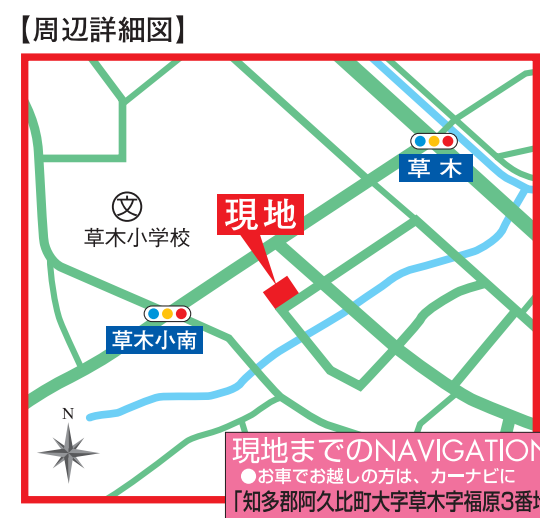 【周辺詳細図】
草木
文
現地
草木小学校
草木小南
N
現地までのNAVIGATION
●お車でお越しの方は、カーナビに
「知多郡阿久比町大字草木字福原3番地